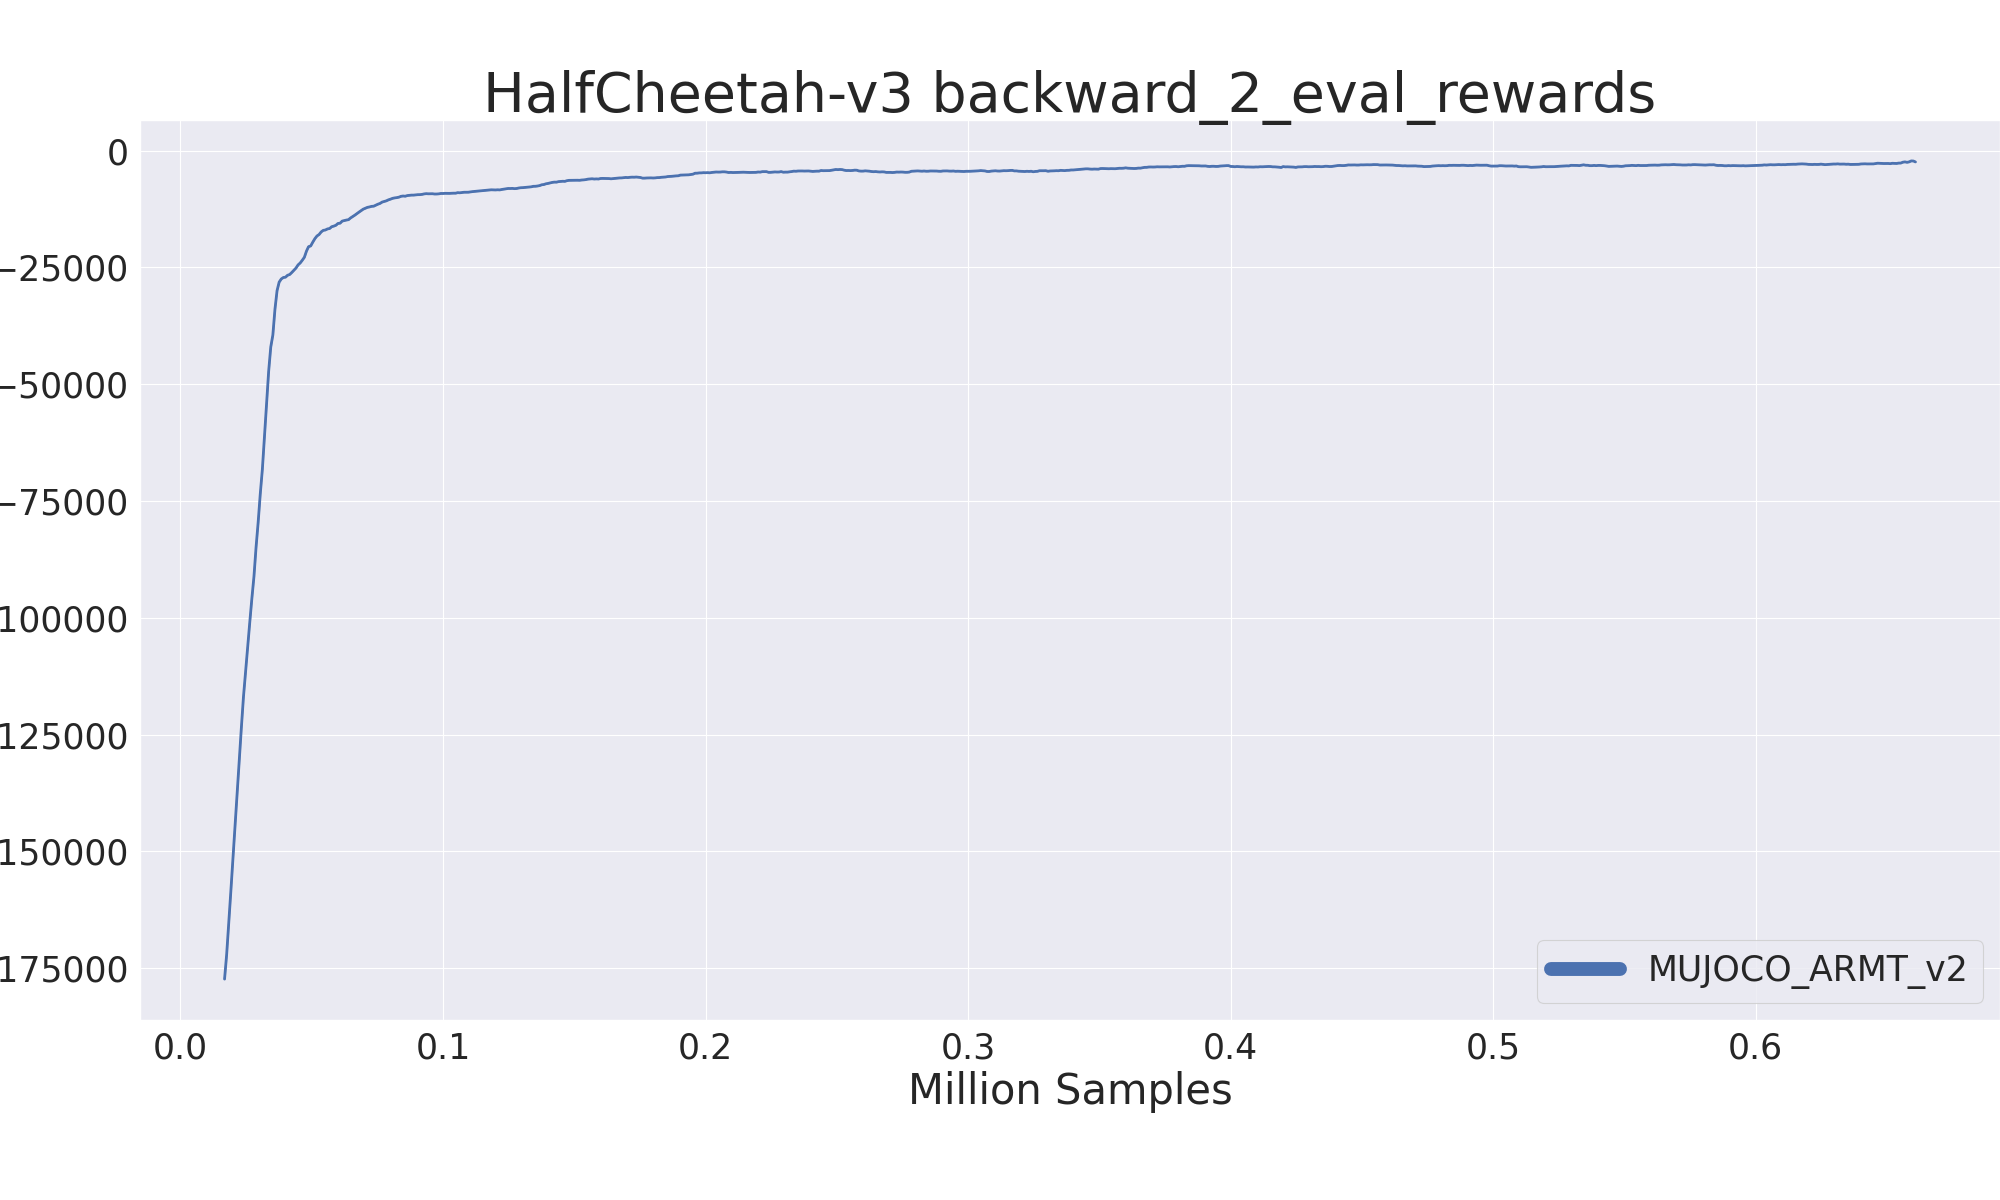 HalfCheetah-v3 backward_2_eval_rewards
0
−25000
−50000
−75000
100000
125000
150000
175000
MUJOCO_ARMT_v2
0.0 0.1 0.2 0.3 0.4 0.5 0.6
Million Samples